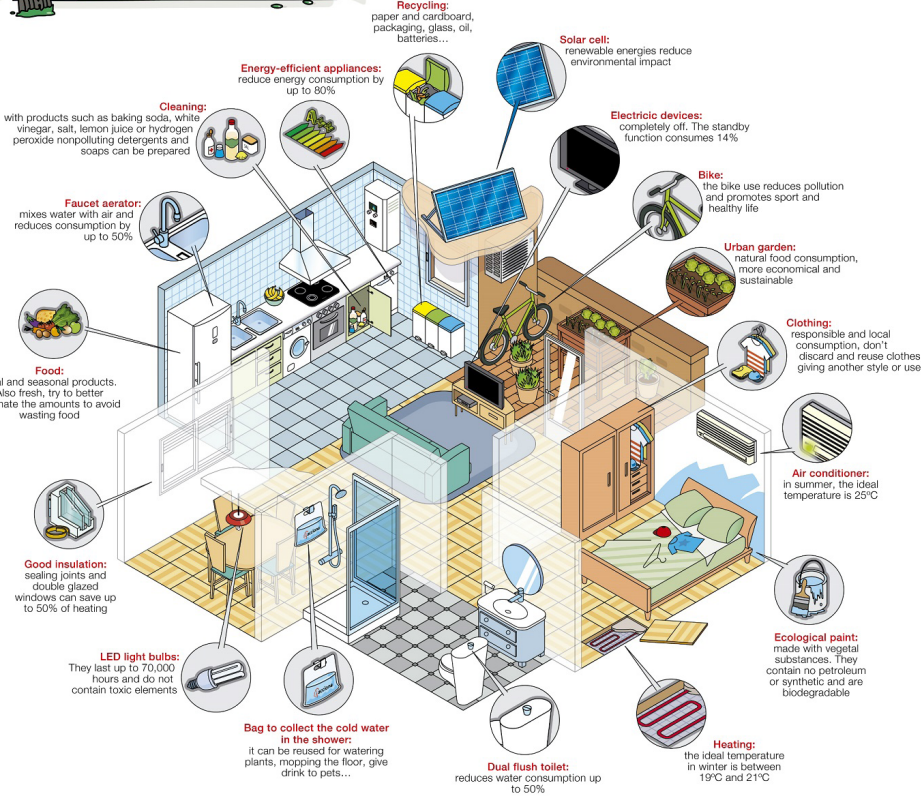 Recycling:
paper and cardboard,
packaging, glass, oil,
batteries…
Solar cell:
renewable energies reduce
environmental impact
Energy-efficient appliances:
reduce energy consumption by
up to 80%
Cleaning:
with products such as baking soda, white
vinegar, salt, lemon juice or hydrogen
peroxide nonpolluting detergents and
soaps can be prepared
Electricic devices:
completely off. The standby
function consumes 14%
Bike:
the bike use reduces pollution
and promotes sport and
healthy life
Faucet aerator:
mixes water with air and
reduces consumption by
up to 50%
Urban garden:
natural food consumption,
more economical and
sustainable
Clothing:
responsible and local
consumption, don't
discard and reuse clothes
giving another style or use
Food:
and seasonal products.
fresh, try to better
the amounts to avoid
wasting food
Air conditioner:
in summer, the ideal
temperature is 25ºC
Good insulation:
sealing joints and
double glazed
windows can save up
to 50% of heating
Ecological paint:
made with vegetal
substances. They
contain no petroleum
or synthetic and are
biodegradable
LED light bulbs:
They last up to 70,000
hours and do not
contain toxic elements
Bag to collect the cold water
in the shower:
it can be reused for watering
plants, mopping the floor, give
drink to pets…
Dual flush toilet:
reduces water consumption up
to 50%
Heating:
the ideal temperature
in winter is between
19ºC and 21ºC